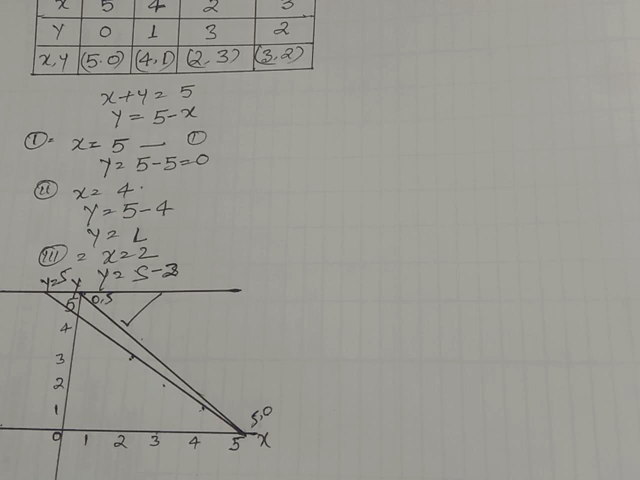 x 5 4 2 3
y 0 1 3 2
x,y (5.0) (4,1) (2.3) (3.2)
x+y=5
y=5-x
①= x=5 — ①
y=5-5=0
ⓘⓘ x=4.
y=5-4
y=1
ⓘⓘⓘ = x=2
y=5-2
y=5 y
5 0,5
4
3
2
1 5,0
0 1 2 3 4 5 x